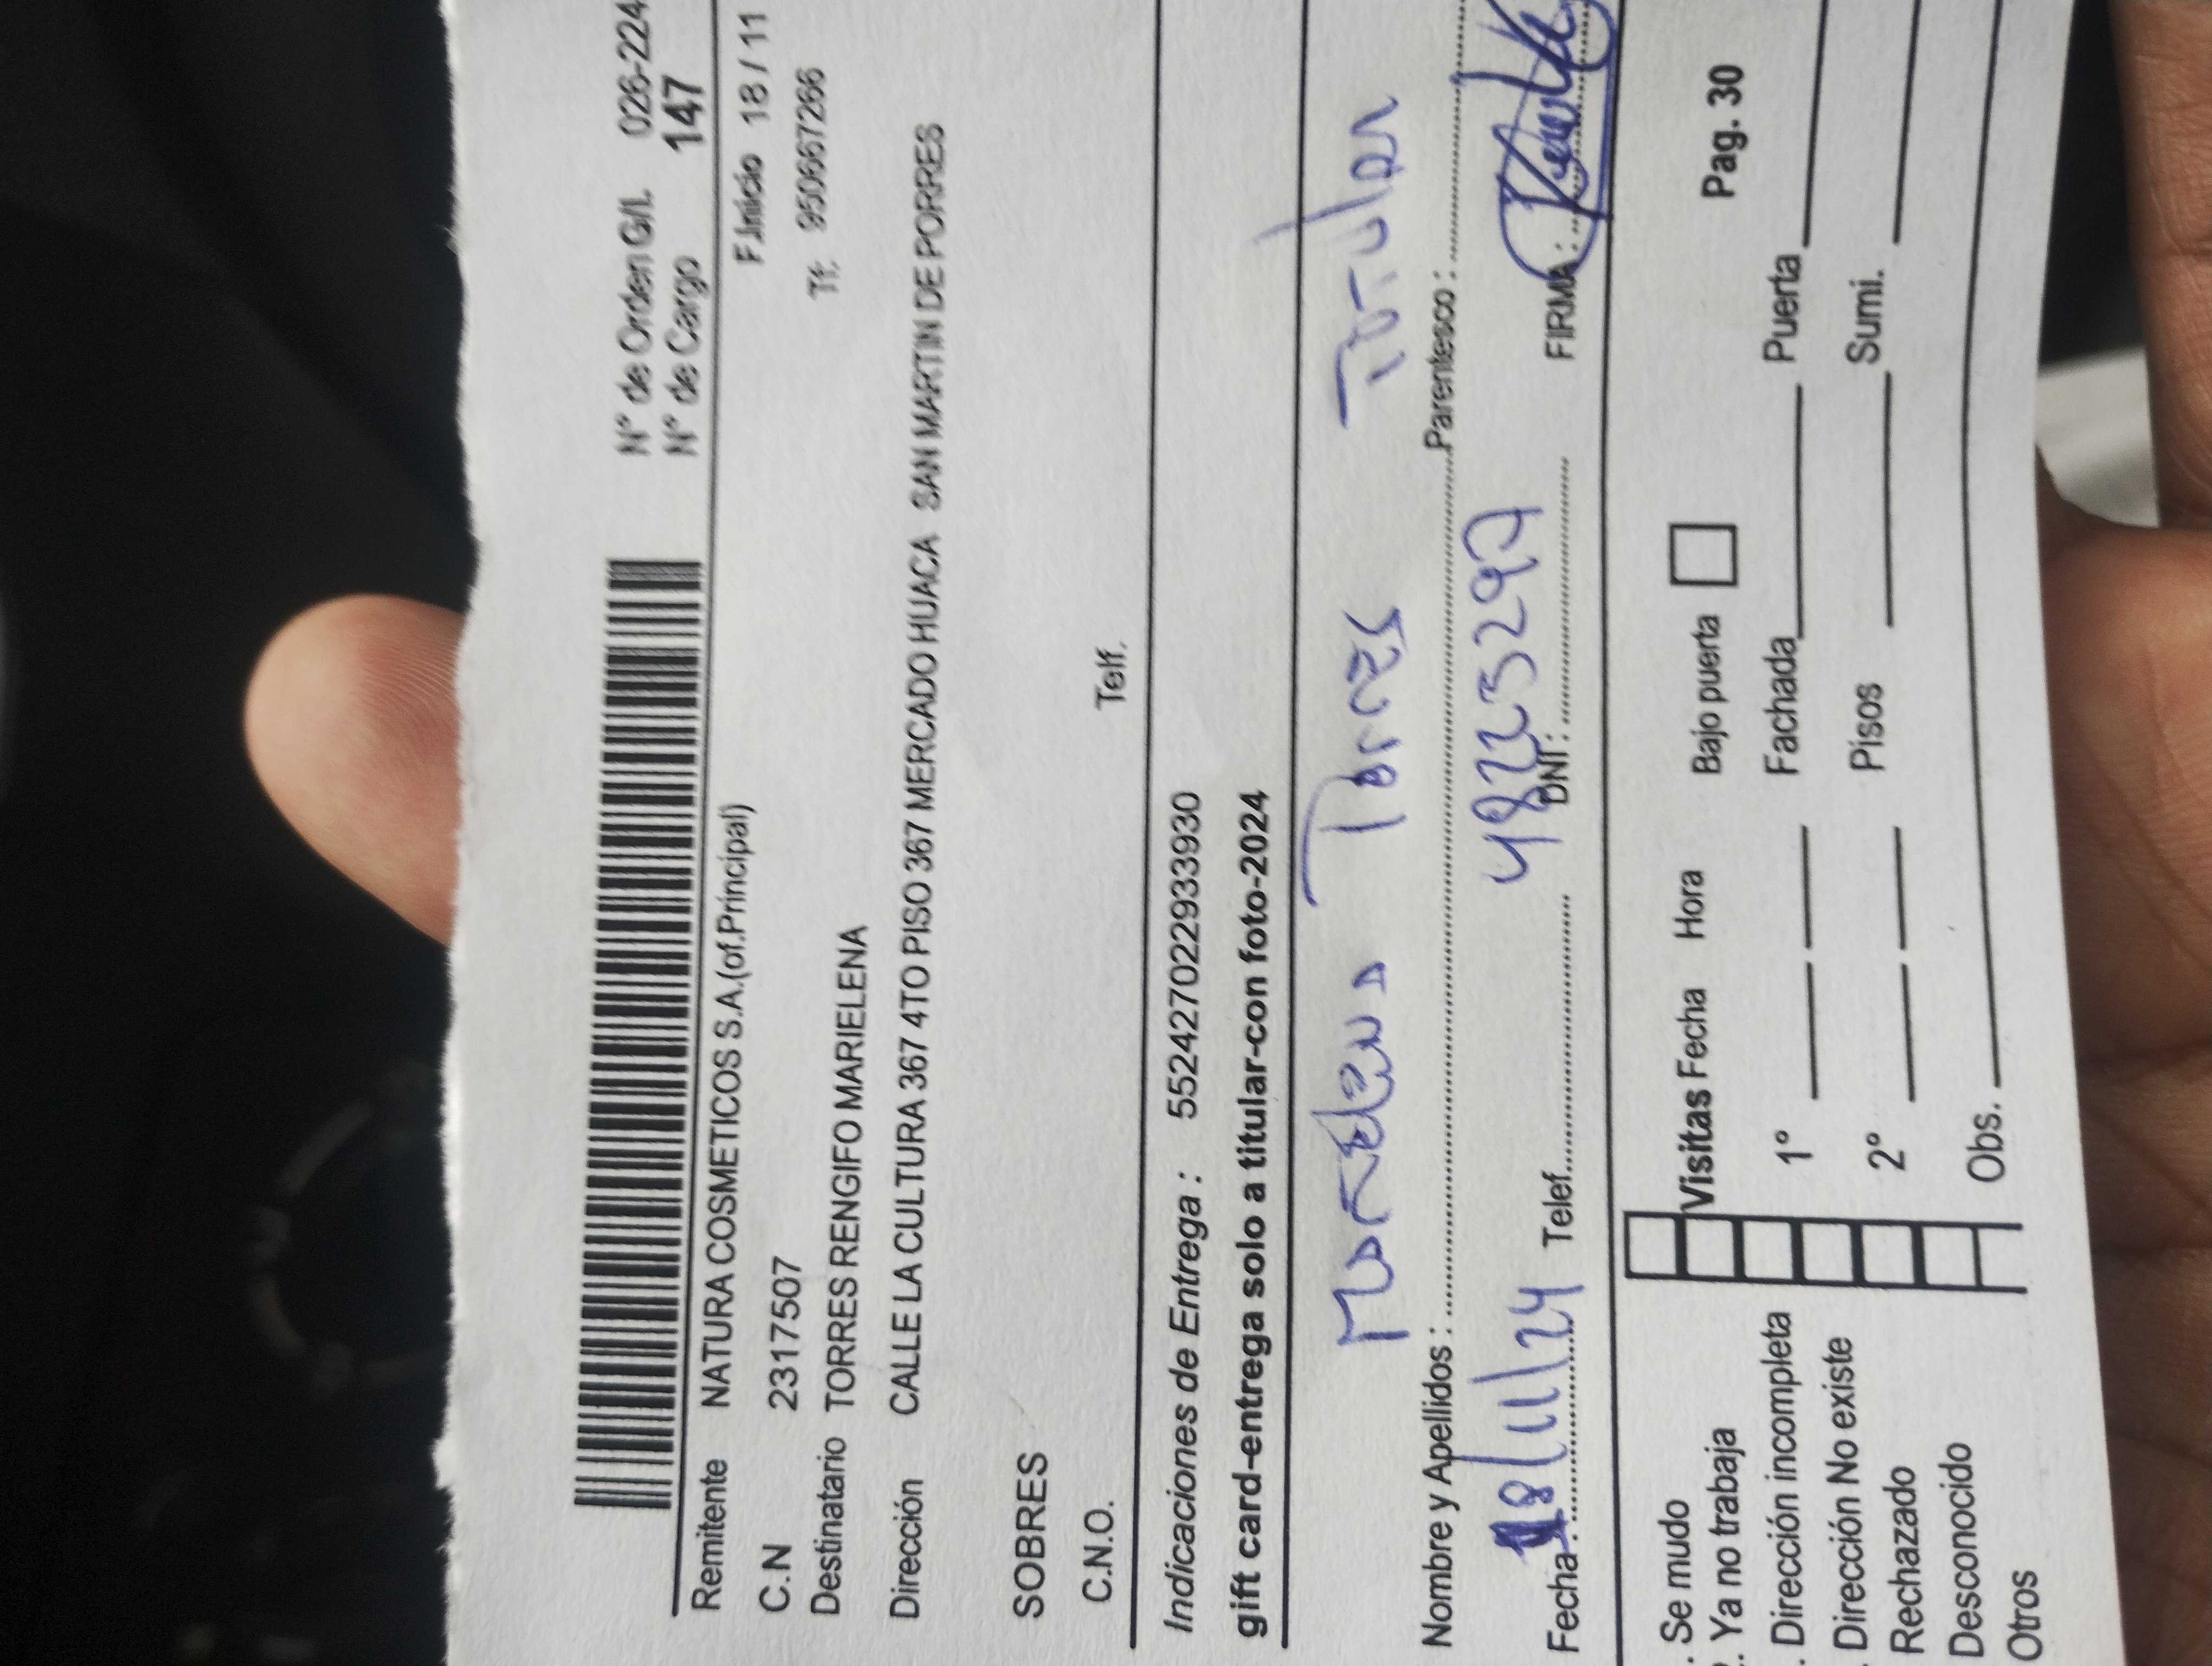 N° de Orden G/L 026-224
N° de Cargo 147
Remitente NATURA COSMETICOS S.A.(of.Principal)
F.Inicio 18 / 11
C.N 2317507
Tf. 950667266
Destinatario TORRES RENGIFO MARIELENA
Dirección CALLE LA CULTURA 367 4TO PISO 367 MERCADO HUACA SAN MARTIN DE PORRES
SOBRES
C.N.O. Telf.
Indicaciones de Entrega : 552427022933930
gift card-entrega solo a titular-con foto-2024
Torres Titular
Nombre y Apellidos : Parentesco :
Fecha: 18/11/24 Telef. DNI: FIRMA :
Pag. 30
. Se mudo
. Ya no trabaja Visitas Fecha Hora Bajo puerta
. Dirección incompleta 1° Fachada Puerta
. Dirección No existe
Rechazado 2° Pisos Sumi.
Desconocido
Obs.
Otros